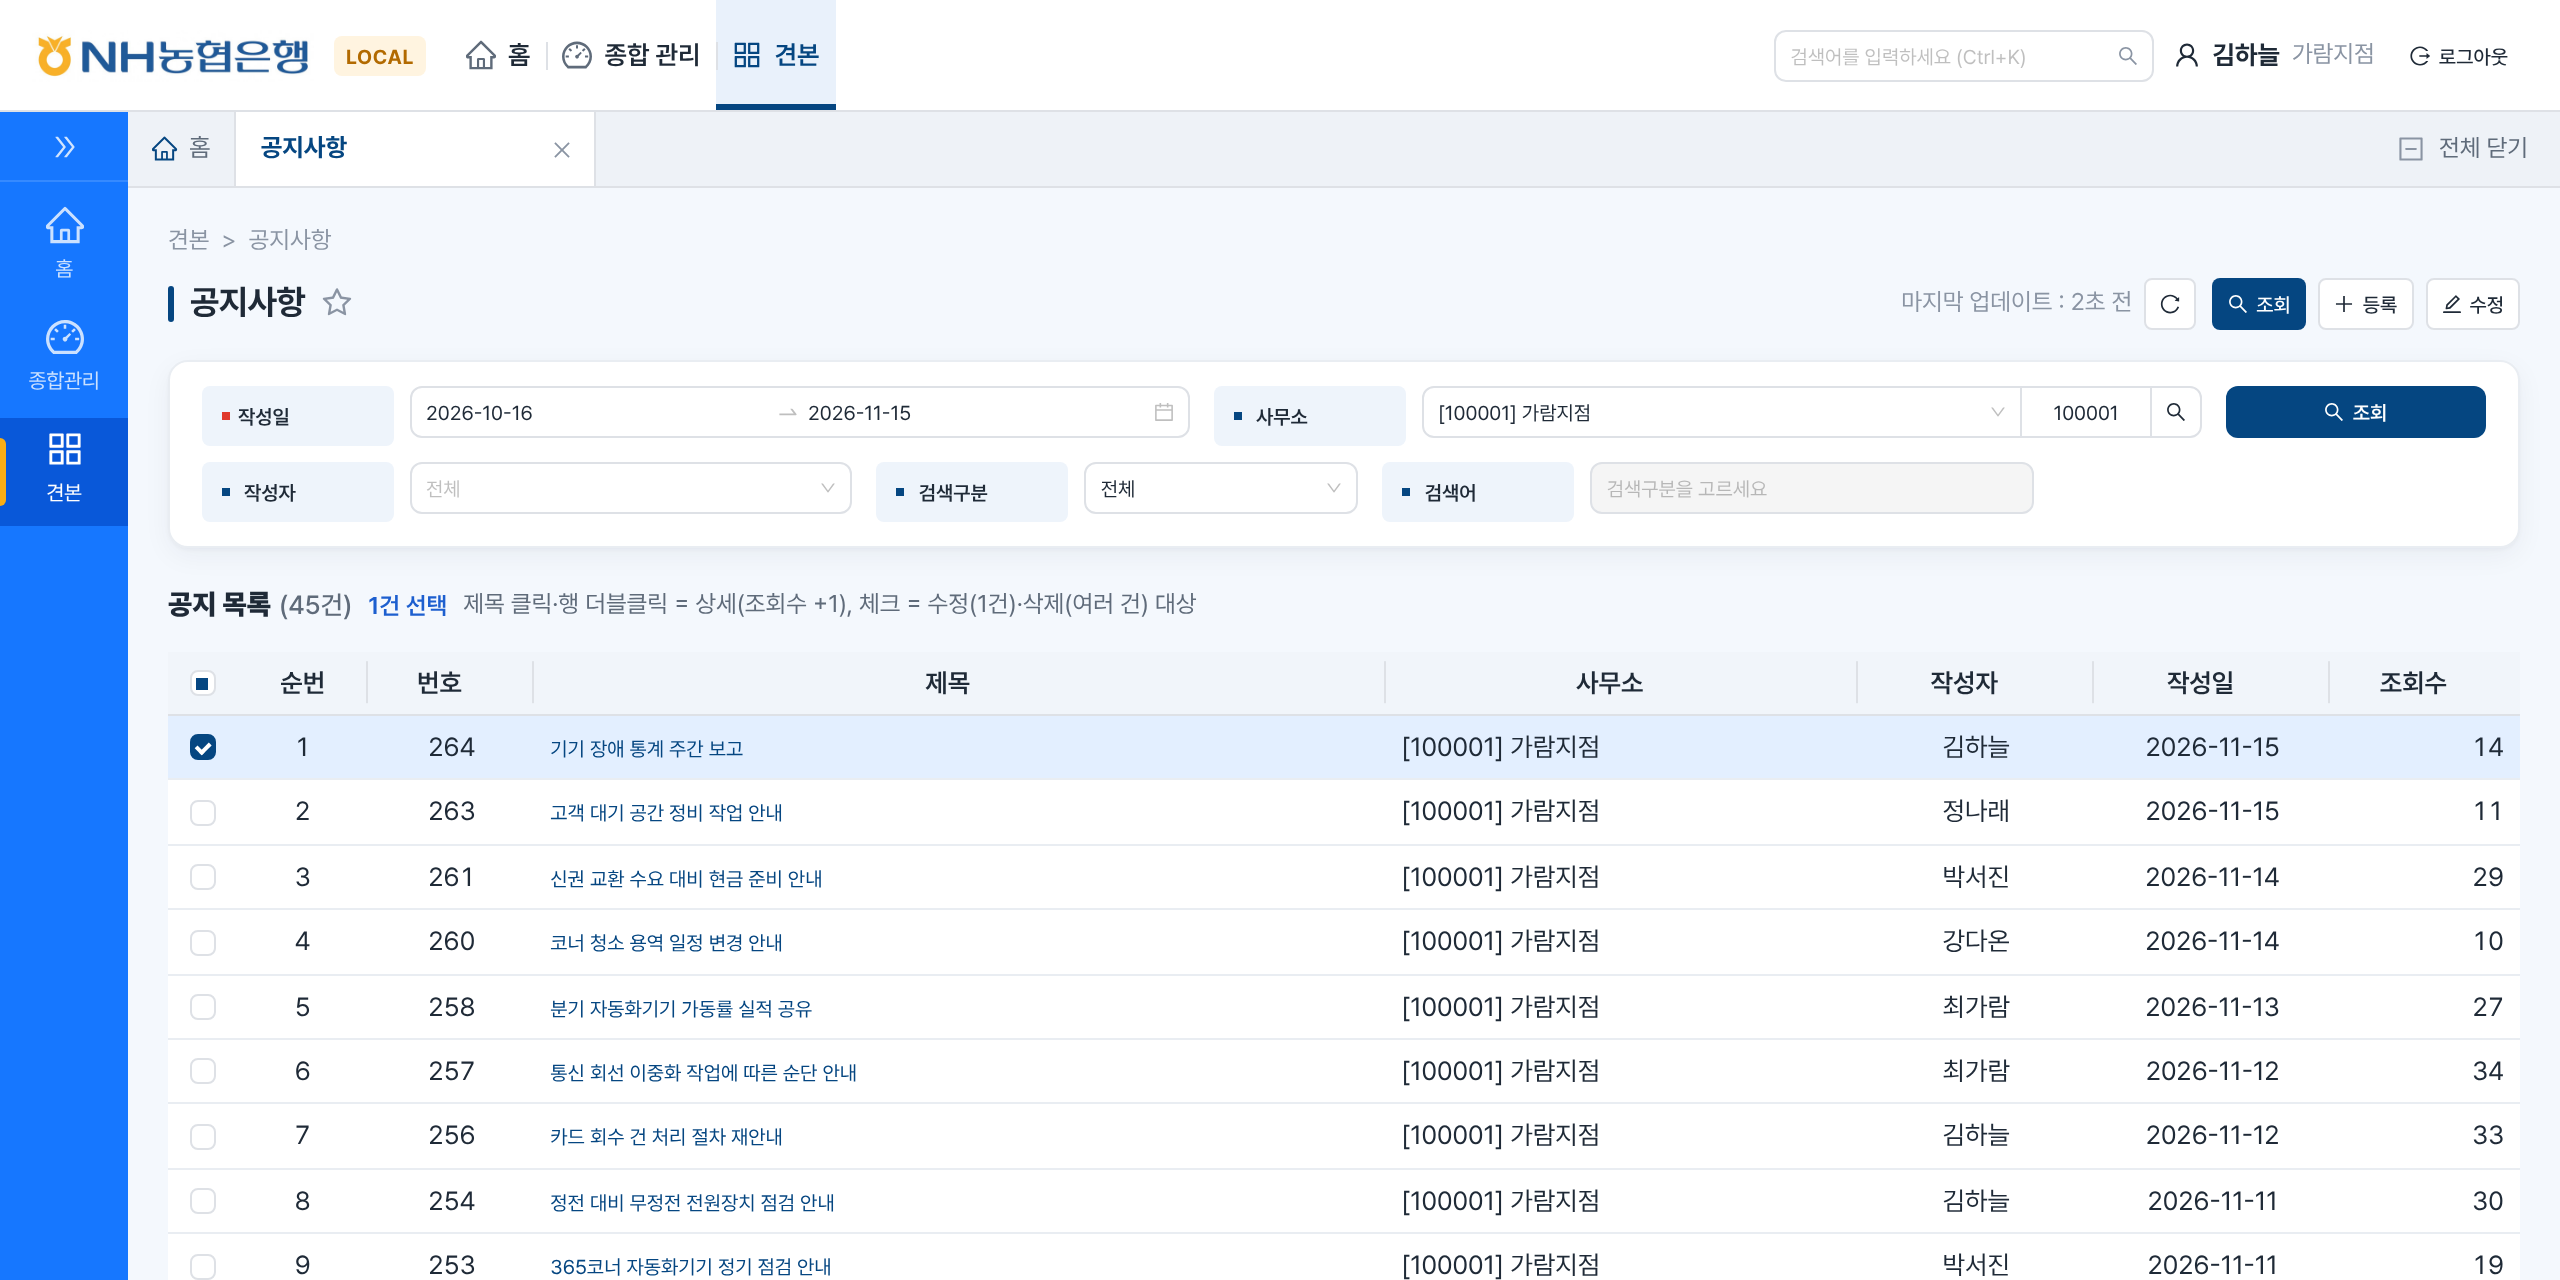 NH농협은행 LOCAL 홈 종합 관리 견본 검색어를 입력하세요 (Ctrl+K) 김하늘 가람지점 로그아웃
홈 공지사항 전체 닫기
홈
종합관리
견본
견본 > 공지사항
공지사항 마지막 업데이트 : 2초 전 조회 등록 수정
작성일 2026-10-16 → 2026-11-15 사무소 [100001] 가람지점 100001 조회
작성자 전체 검색구분 전체 검색어 검색구분을 고르세요
공지 목록 (45건) 1건 선택 제목 클릭·행 더블클릭 = 상세(조회수 +1), 체크 = 수정(1건)·삭제(여러 건) 대상
순번 번호 제목 사무소 작성자 작성일 조회수
1 264 기기 장애 통계 주간 보고 [100001] 가람지점 김하늘 2026-11-15 14
2 263 고객 대기 공간 정비 작업 안내 [100001] 가람지점 정나래 2026-11-15 11
3 261 신권 교환 수요 대비 현금 준비 안내 [100001] 가람지점 박서진 2026-11-14 29
4 260 코너 청소 용역 일정 변경 안내 [100001] 가람지점 강다온 2026-11-14 10
5 258 분기 자동화기기 가동률 실적 공유 [100001] 가람지점 최가람 2026-11-13 27
6 257 통신 회선 이중화 작업에 따른 순단 안내 [100001] 가람지점 최가람 2026-11-12 34
7 256 카드 회수 건 처리 절차 재안내 [100001] 가람지점 김하늘 2026-11-12 33
8 254 정전 대비 무정전 전원장치 점검 안내 [100001] 가람지점 김하늘 2026-11-11 30
9 253 365코너 자동화기기 정기 점검 안내 [100001] 가람지점 박서진 2026-11-11 19